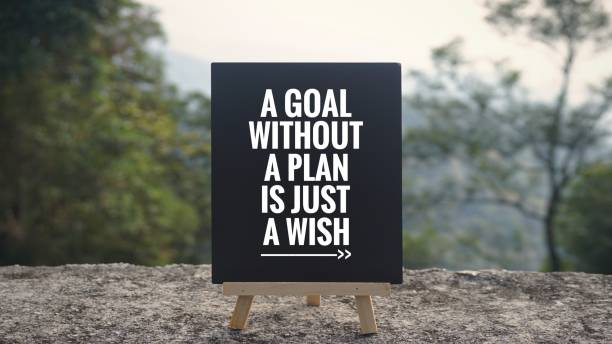 A GOAL
WITHOUT
A PLAN
IS JUST
A WISH